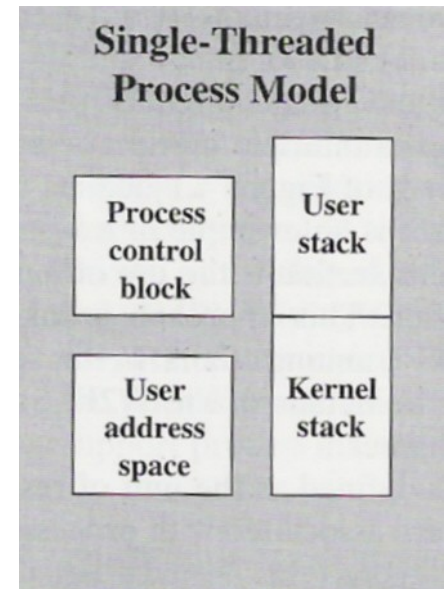 Single-Threaded
Process Model
Process
control
block
User
stack
User
address
space
Kernel
stack